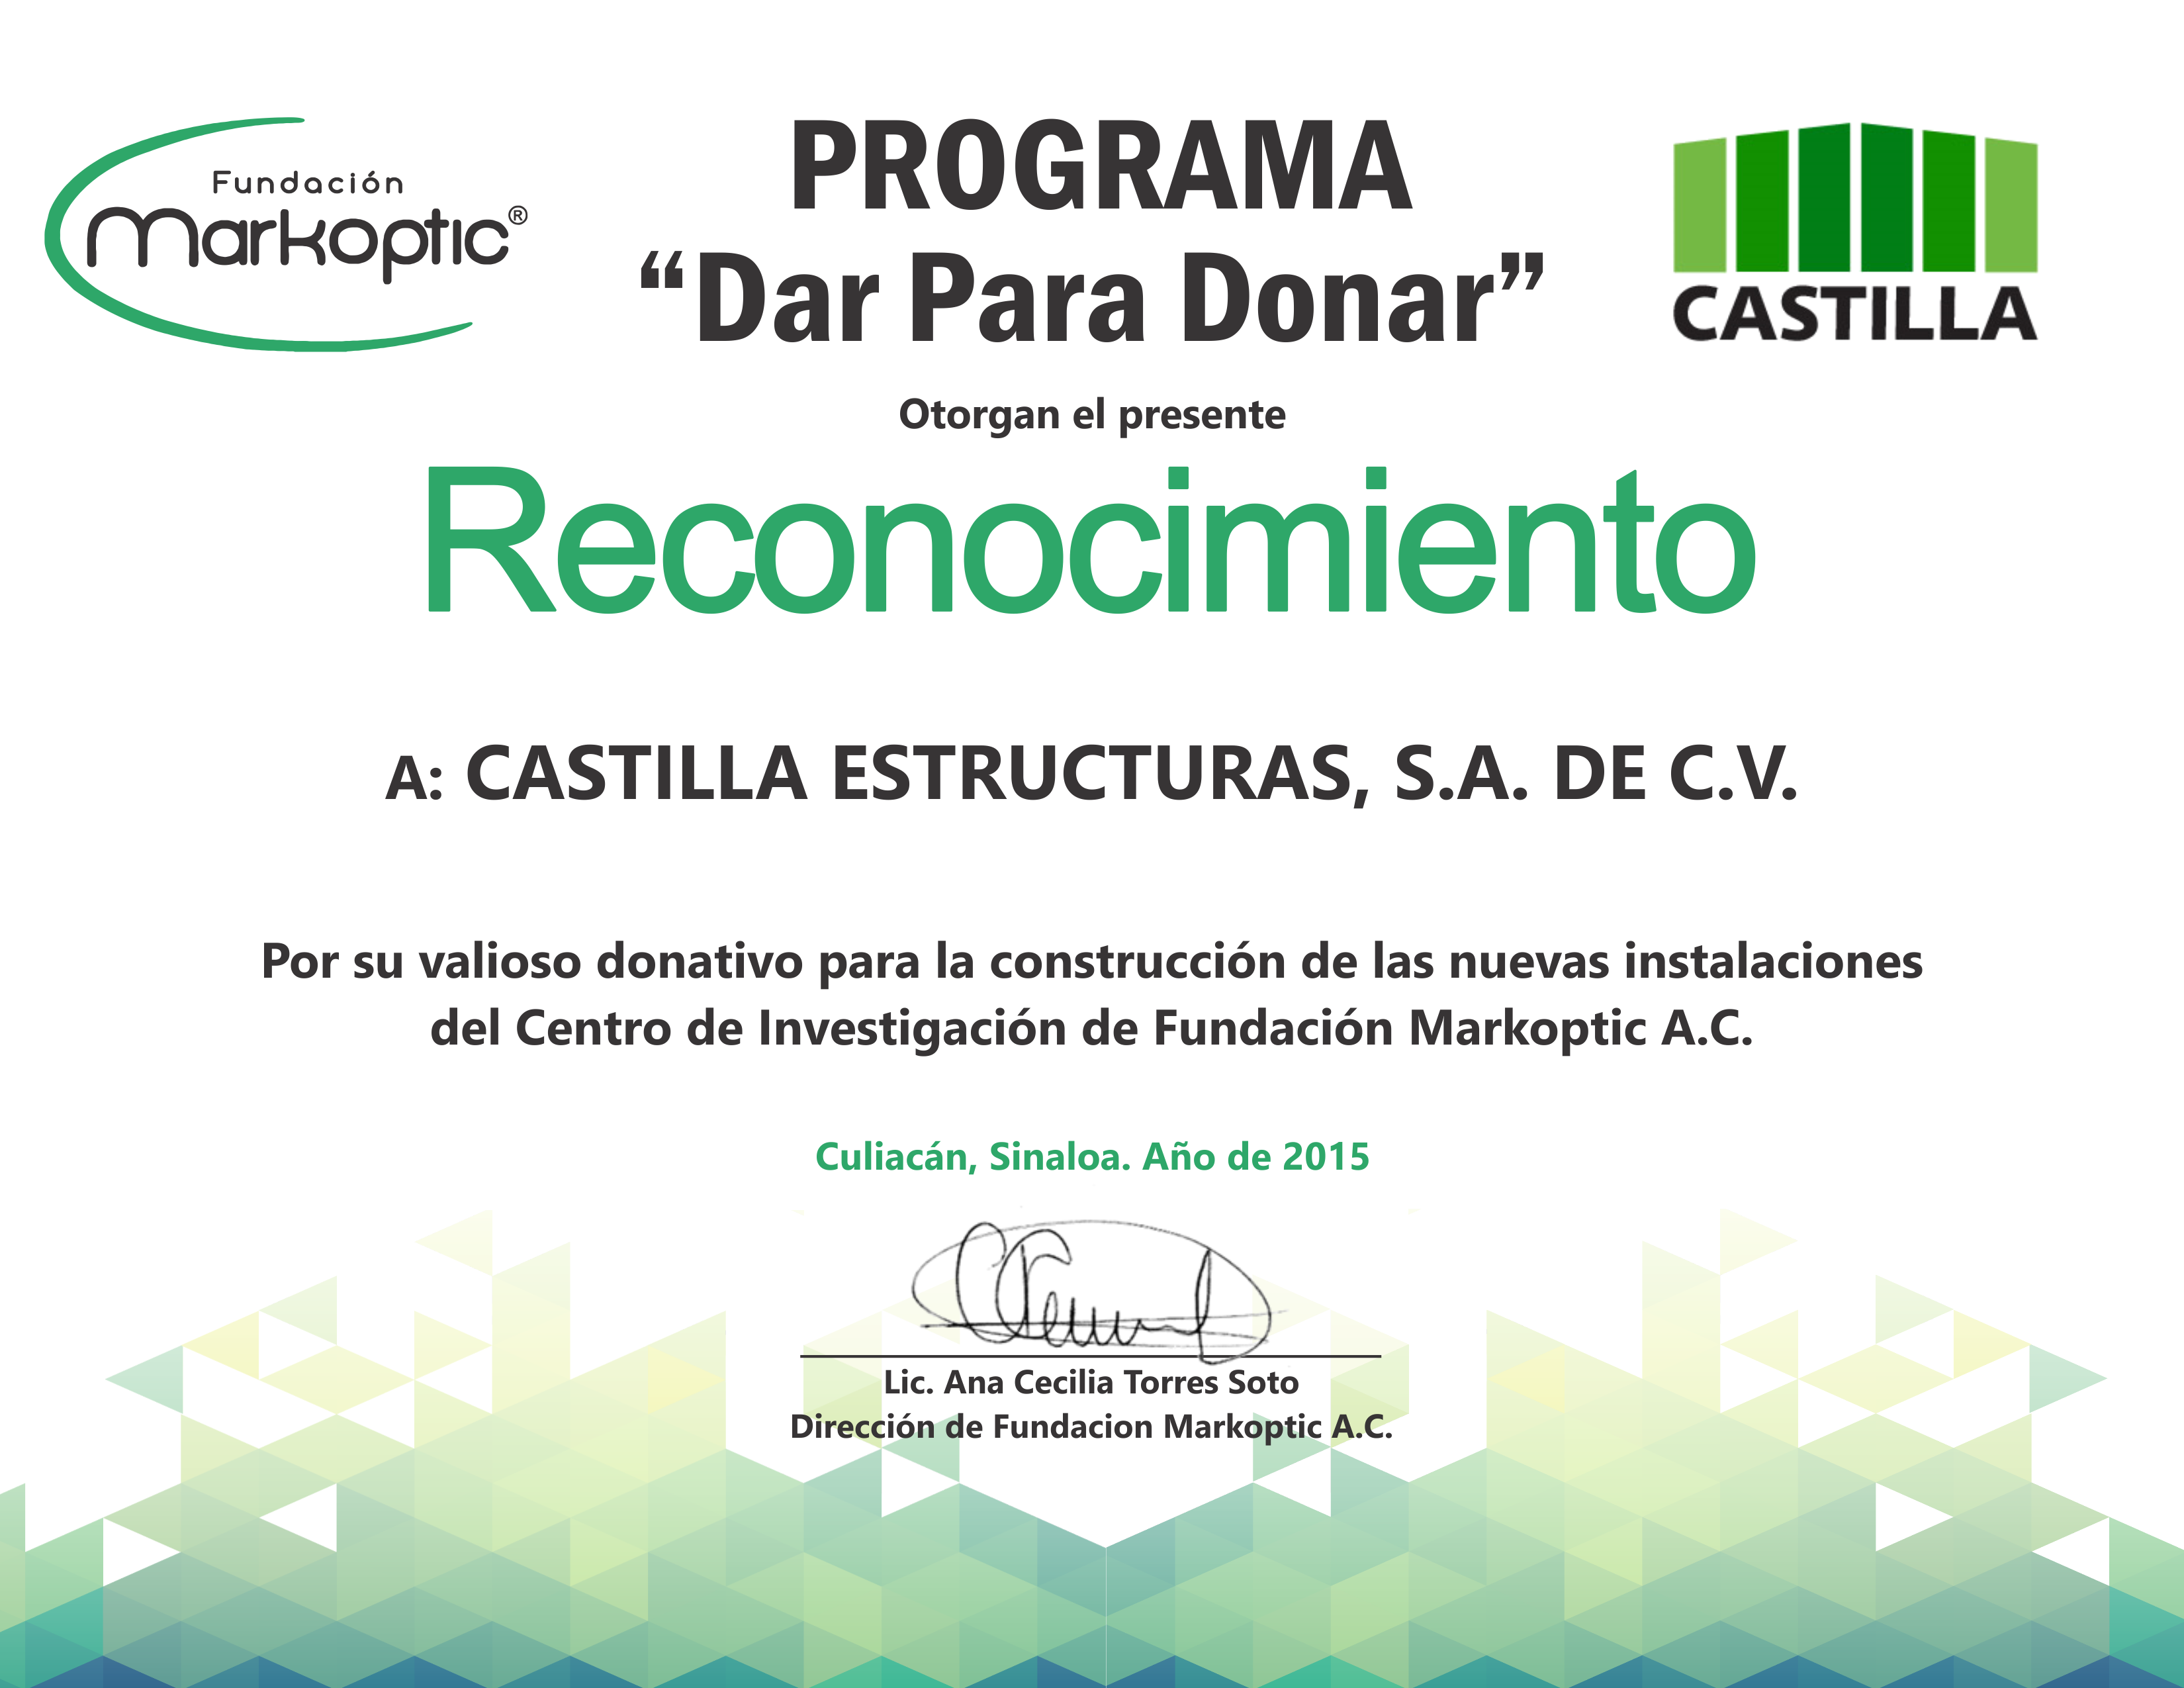 Fundación
markoptic®
PROGRAMA
“Dar Para Donar”
CASTILLA
Otorgan el presente
Reconocimiento
A: CASTILLA ESTRUCTURAS, S.A. DE C.V.
Por su valioso donativo para la construcción de las nuevas instalaciones
del Centro de Investigación de Fundación Markoptic A.C.
Culiacán, Sinaloa. Año de 2015
Lic. Ana Cecilia Torres Soto
Dirección de Fundacion Markoptic A.C.